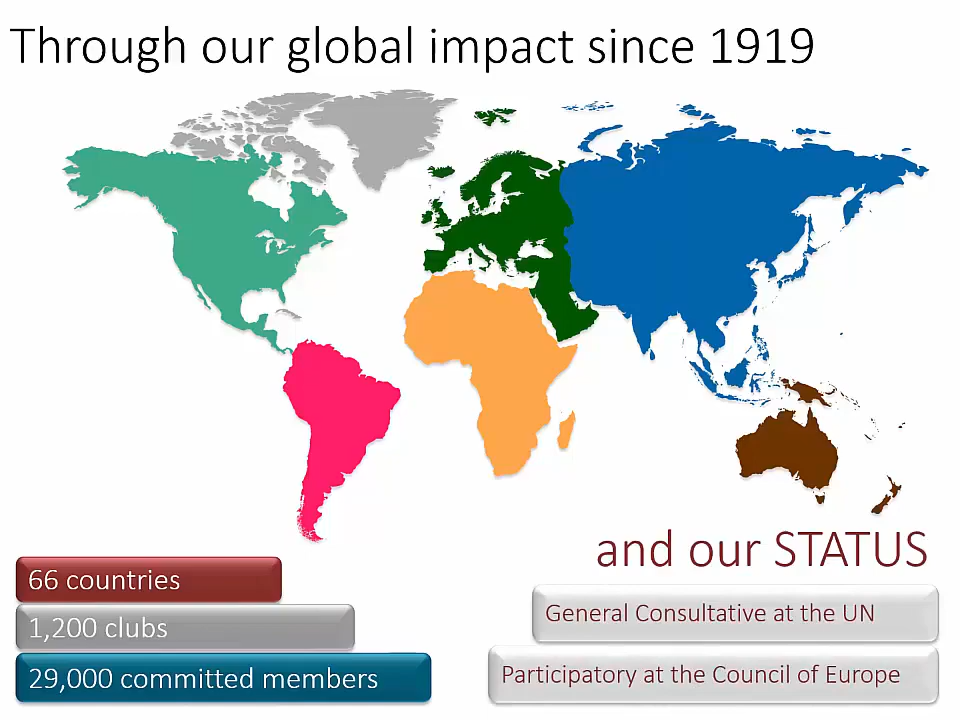 Through our global impact since 1919
and our STATUS
66 countries
1,200 clubs
29,000 committed members
General Consultative at the UN
Participatory at the Council of Europe